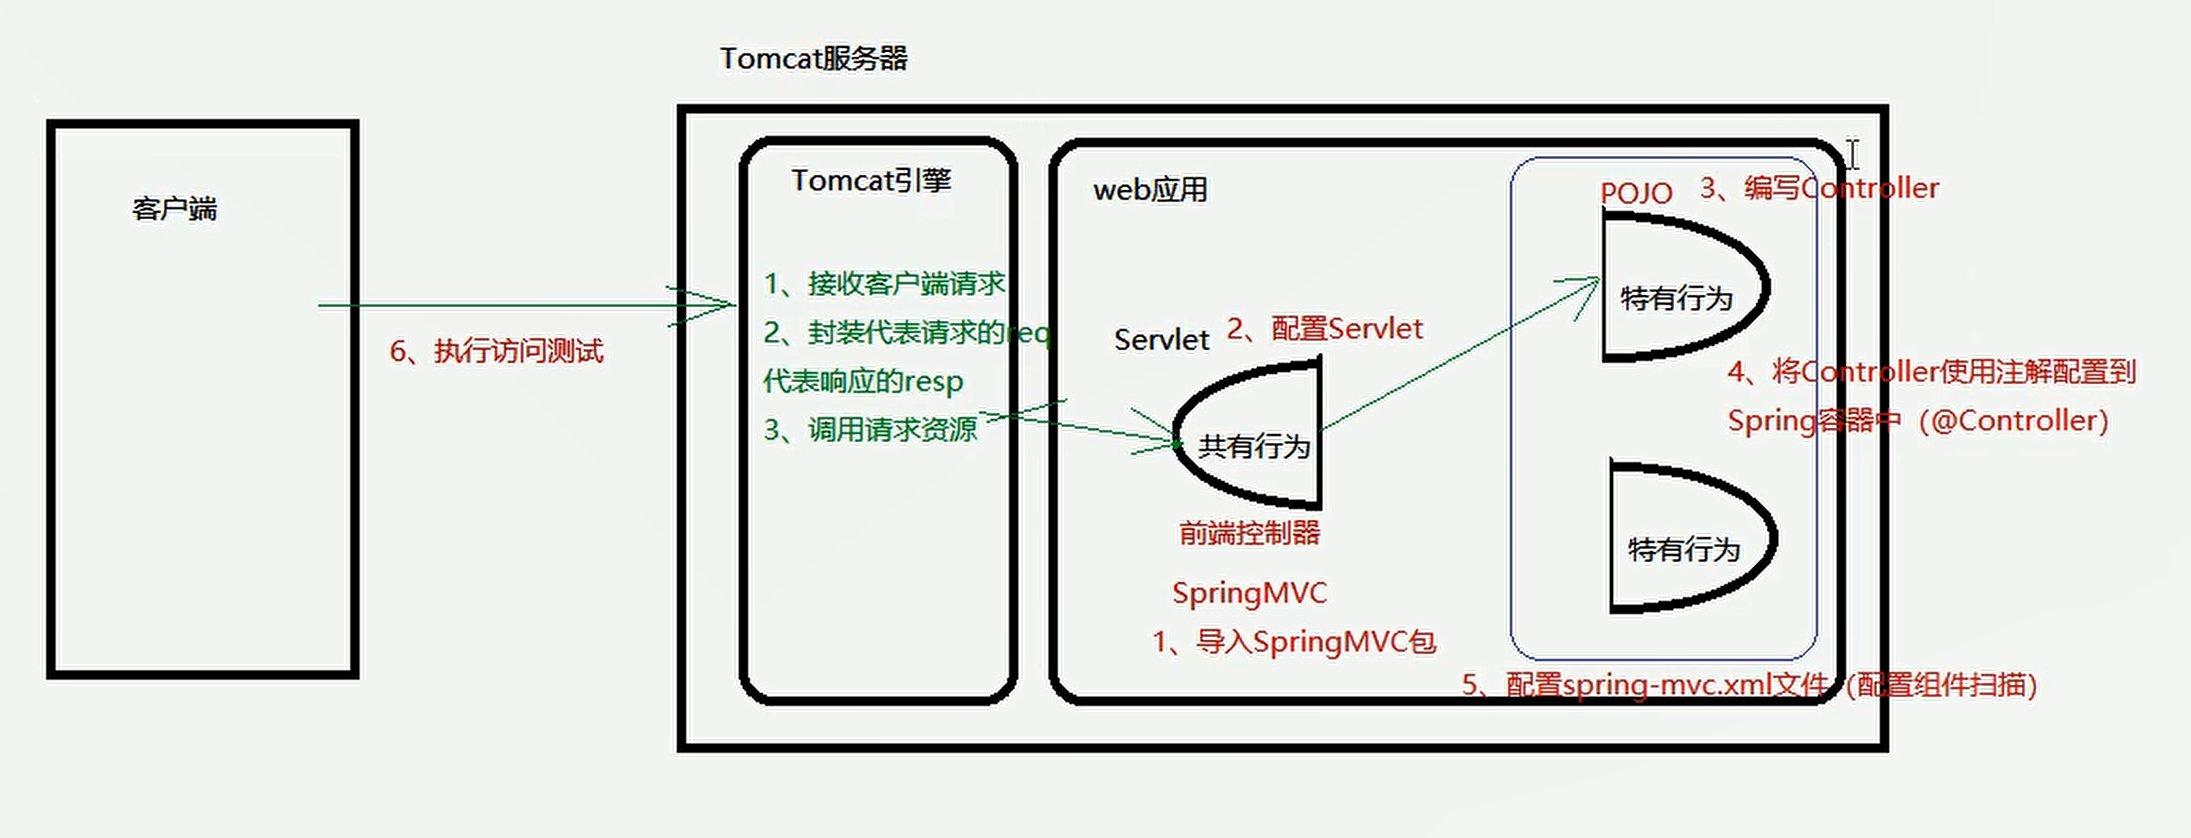 Tomcat服务器
客户端
Tomcat引擎
1、接收客户端请求
2、封装代表请求的req
代表响应的resp
3、调用请求资源
6、执行访问测试
web应用
Servlet
2、配置Servlet
共有行为
前端控制器
SpringMVC
1、导入SpringMVC包
POJO
3、编写Controller
特有行为
4、将Controller使用注解配置到
Spring容器中（@Controller）
特有行为
5、配置spring-mvc.xml文件（配置组件扫描）